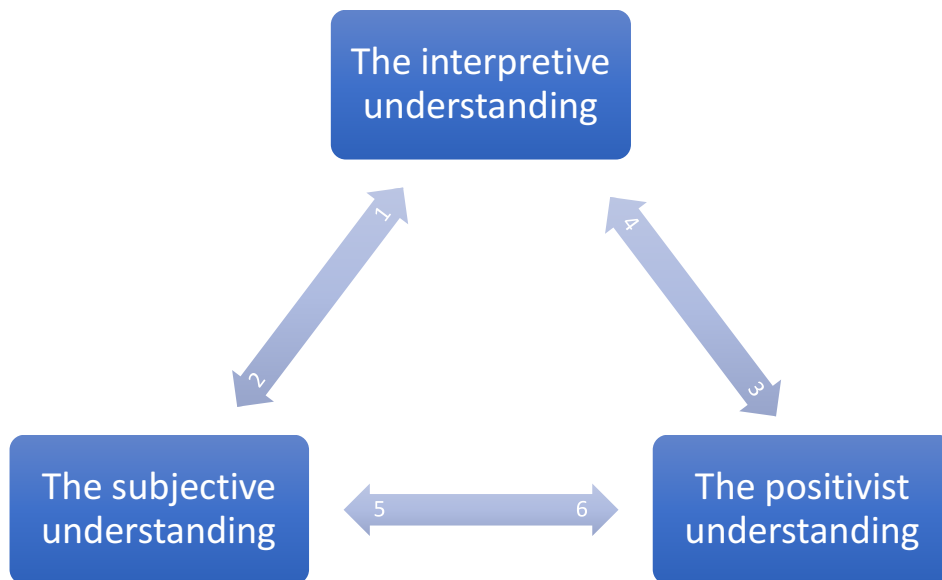 The interpretive
understanding
1
4
2
3
The subjective
understanding
5
6
The positivist
understanding